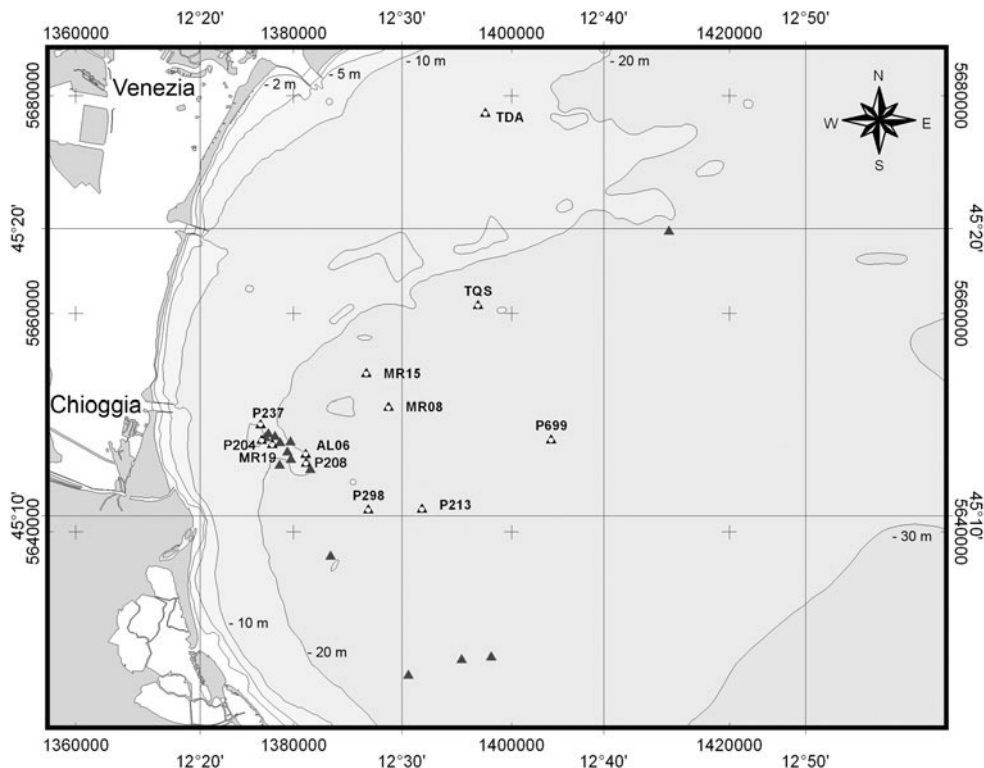 12°20' 12°30' 12°40' 12°50'
1360000 1380000 1400000 1420000
- 2 m - 5 m - 10 m - 20 m
Venezia
5680000 5680000
TDA
N
W E
S
45°20' 45°20'
TQS
5660000 5660000
MR15
Chioggia
MR08
P237
P699
P204 AL06
MR19 P208
P298 P213
45°10' 45°10'
5640000 5640000
- 30 m
- 10 m
- 20 m
1360000 1380000 1400000 1420000
12°20' 12°30' 12°40' 12°50'